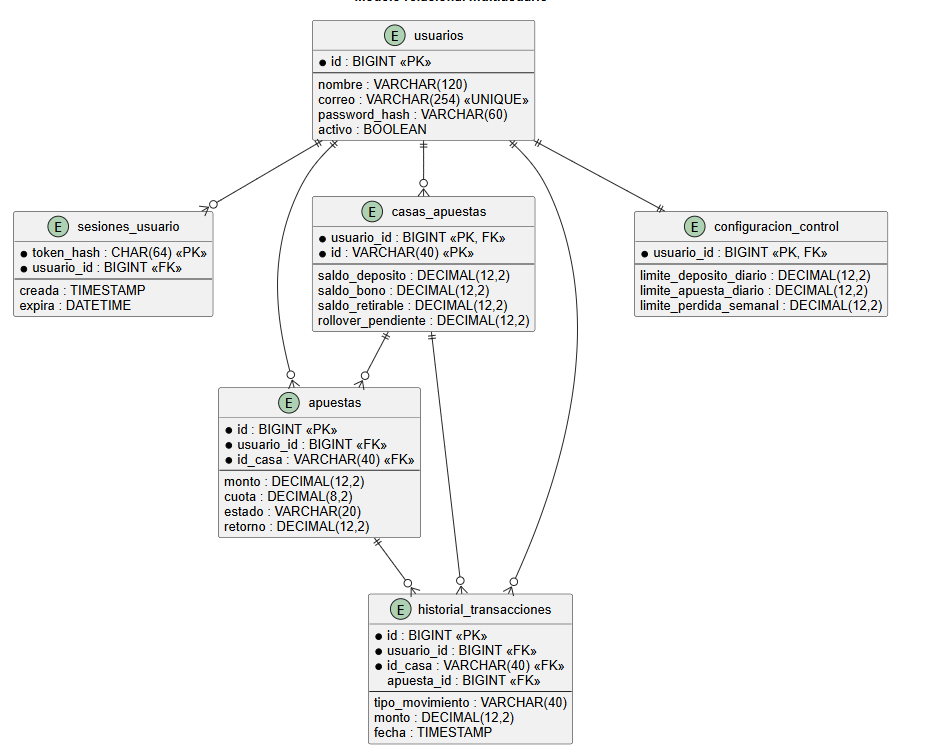 Modelo relacional multiusuario
E usuarios
id : BIGINT «PK»
nombre : VARCHAR(120)
correo : VARCHAR(254) «UNIQUE»
password_hash : VARCHAR(60)
activo : BOOLEAN
E sesiones_usuario
token_hash : CHAR(64) «PK»
usuario_id : BIGINT «FK»
creada : TIMESTAMP
expira : DATETIME
E casas_apuestas
usuario_id : BIGINT «PK, FK»
id : VARCHAR(40) «PK»
saldo_deposito : DECIMAL(12,2)
saldo_bono : DECIMAL(12,2)
saldo_retirable : DECIMAL(12,2)
rollover_pendiente : DECIMAL(12,2)
E configuracion_control
usuario_id : BIGINT «PK, FK»
limite_deposito_diario : DECIMAL(12,2)
limite_apuesta_diario : DECIMAL(12,2)
limite_perdida_semanal : DECIMAL(12,2)
E apuestas
id : BIGINT «PK»
usuario_id : BIGINT «FK»
id_casa : VARCHAR(40) «FK»
monto : DECIMAL(12,2)
cuota : DECIMAL(8,2)
estado : VARCHAR(20)
retorno : DECIMAL(12,2)
E historial_transacciones
id : BIGINT «PK»
usuario_id : BIGINT «FK»
id_casa : VARCHAR(40) «FK»
apuesta_id : BIGINT «FK»
tipo_movimiento : VARCHAR(40)
monto : DECIMAL(12,2)
fecha : TIMESTAMP